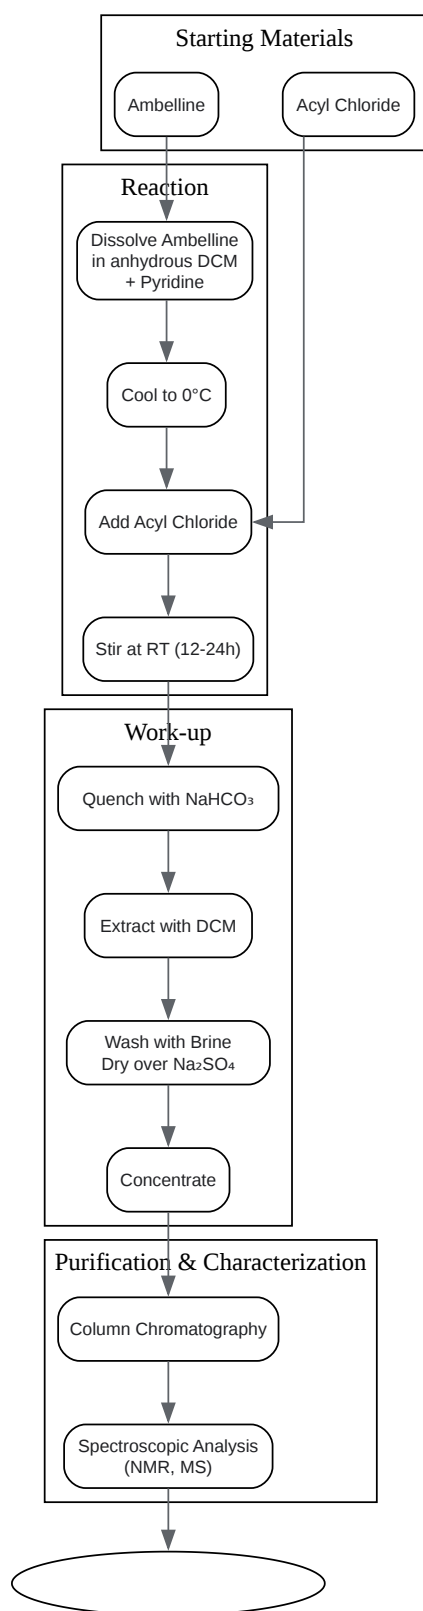 Starting Materials
Ambelline
Acyl Chloride
Reaction
Dissolve Ambelline
in anhydrous DCM
+ Pyridine
Cool to 0°C
Add Acyl Chloride
Stir at RT (12-24h)
Work-up
Quench with NaHCO₃
Extract with DCM
Wash with Brine
Dry over Na₂SO₄
Concentrate
Purification & Characterization
Column Chromatography
Spectroscopic Analysis
(NMR, MS)